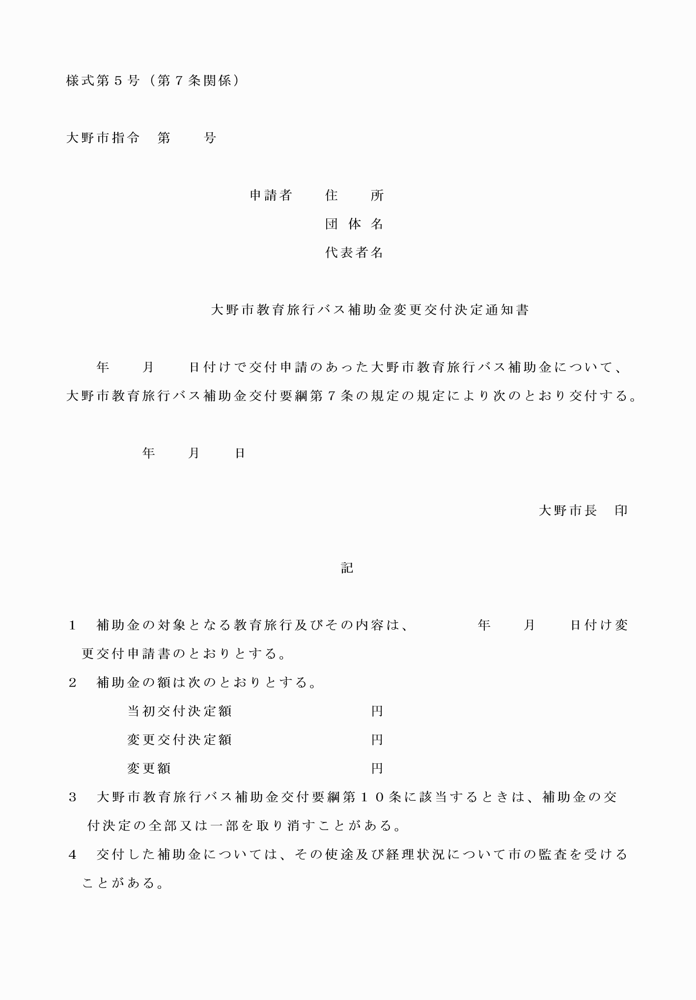 様式第５号（第７条関係）
大野市指令　第　　号
申請者　　住　　所
団 体 名
代表者名
大野市教育旅行バス補助金変更交付決定通知書
年　　月　　日付けで交付申請のあった大野市教育旅行バス補助金について、
大野市教育旅行バス補助金交付要綱第７条の規定の規定により次のとおり交付する。
年　　月　　日
大野市長　印
記
１　補助金の対象となる教育旅行及びその内容は、　　　　年　　月　　日付け変
更交付申請書のとおりとする。
２　補助金の額は次のとおりとする。
当初交付決定額　　　　　　　　　円
変更交付決定額　　　　　　　　　円
変更額　　　　　　　　　　　　　円
３　大野市教育旅行バス補助金交付要綱第１０条に該当するときは、補助金の交
付決定の全部又は一部を取り消すことがある。
４　交付した補助金については、その使途及び経理状況について市の監査を受ける
ことがある。